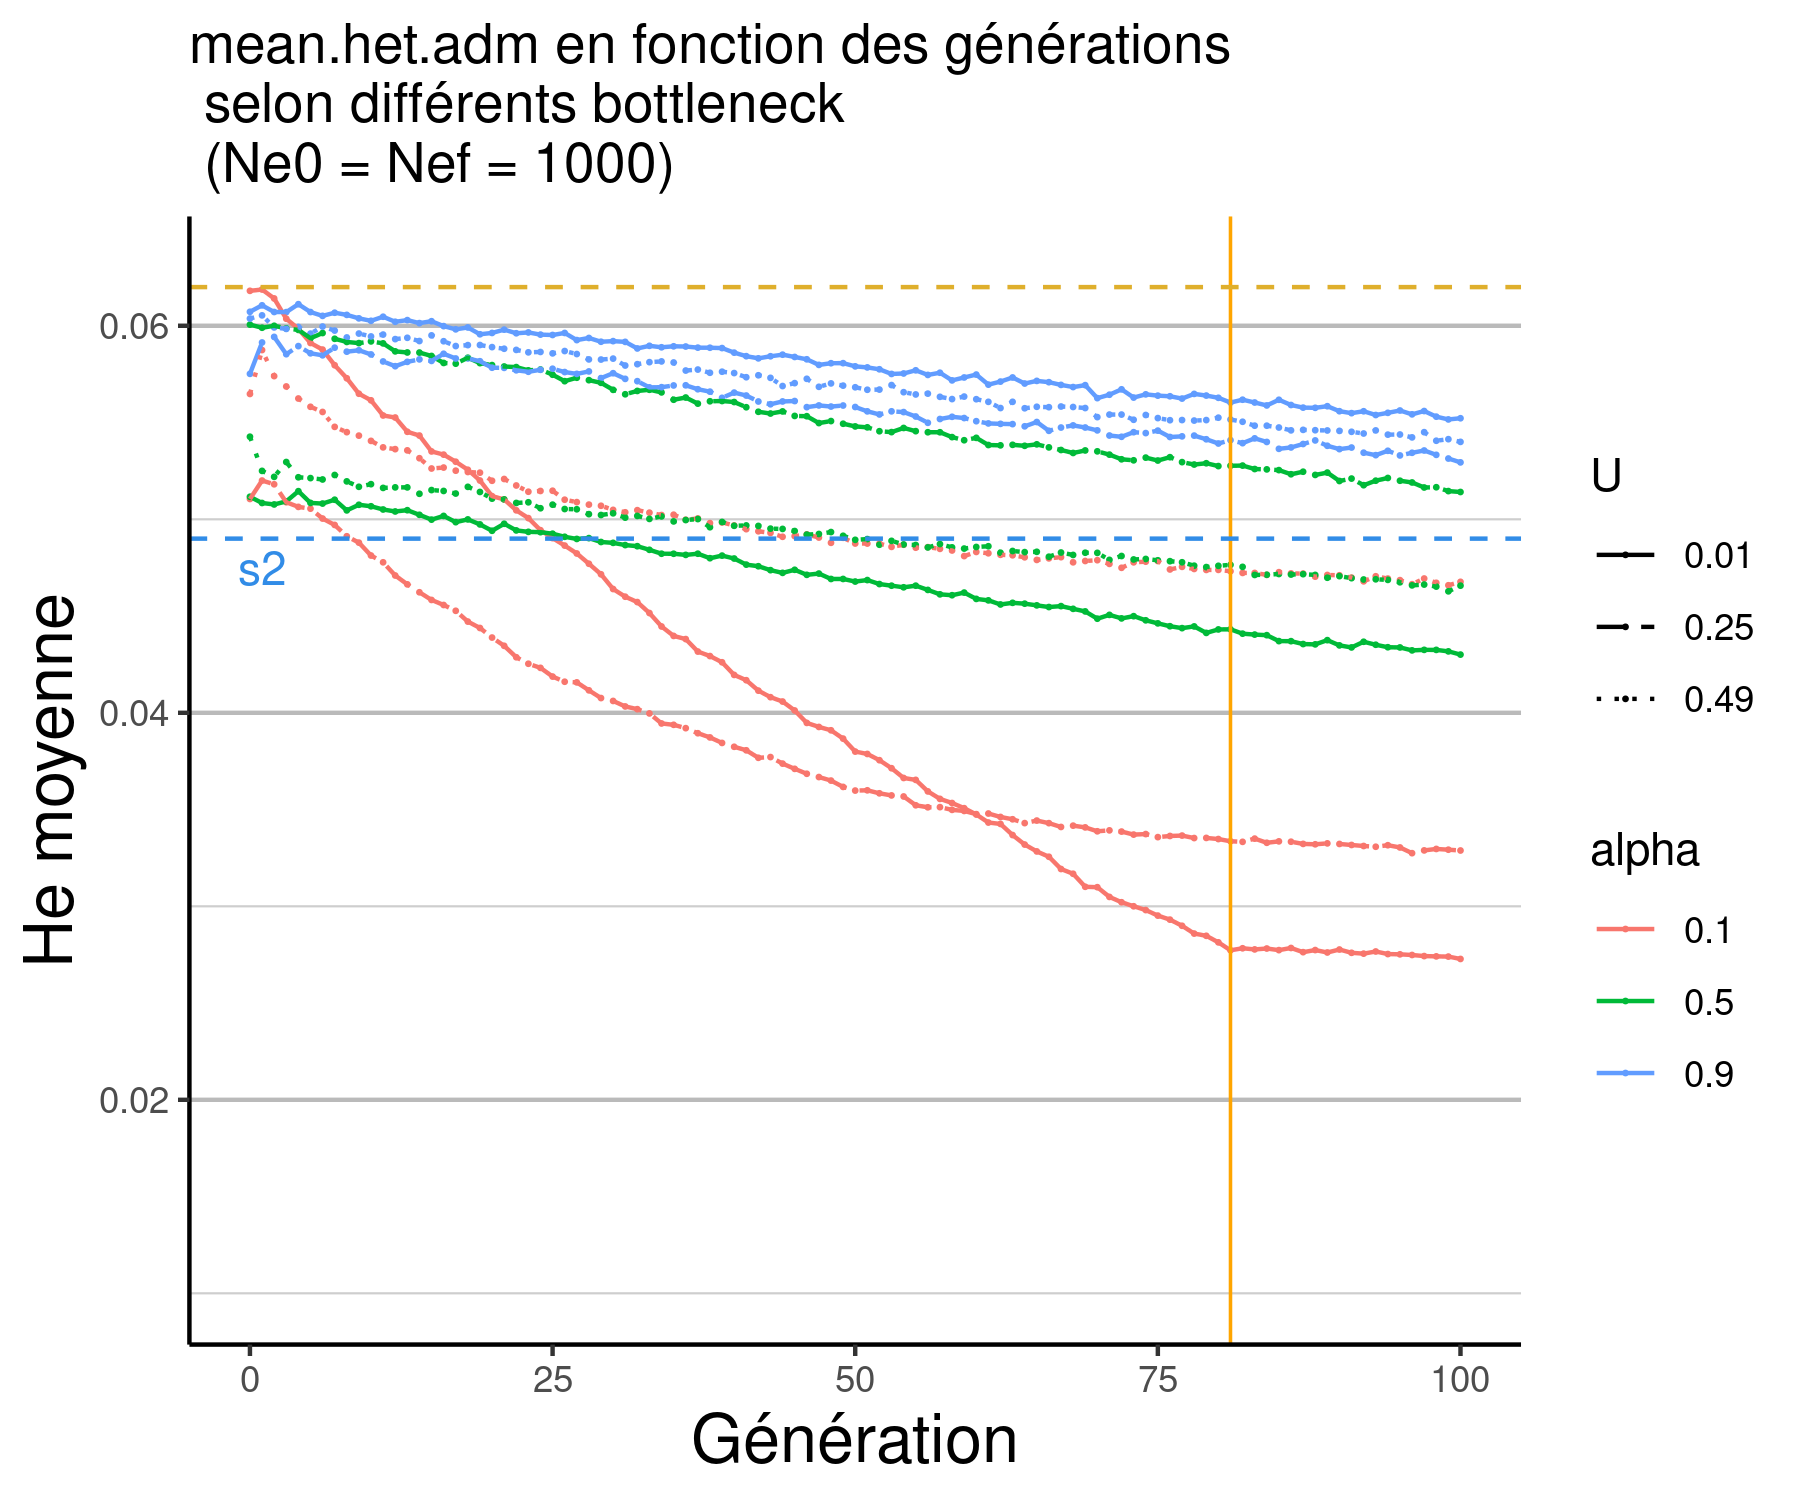 mean.het.adm en fonction des générations
selon différents bottleneck
(Ne0 = Nef = 1000)
He moyenne
0.06
0.04
0.02
s2
0
25
50
75
100
Génération
U
0.01
0.25
0.49
alpha
0.1
0.5
0.9